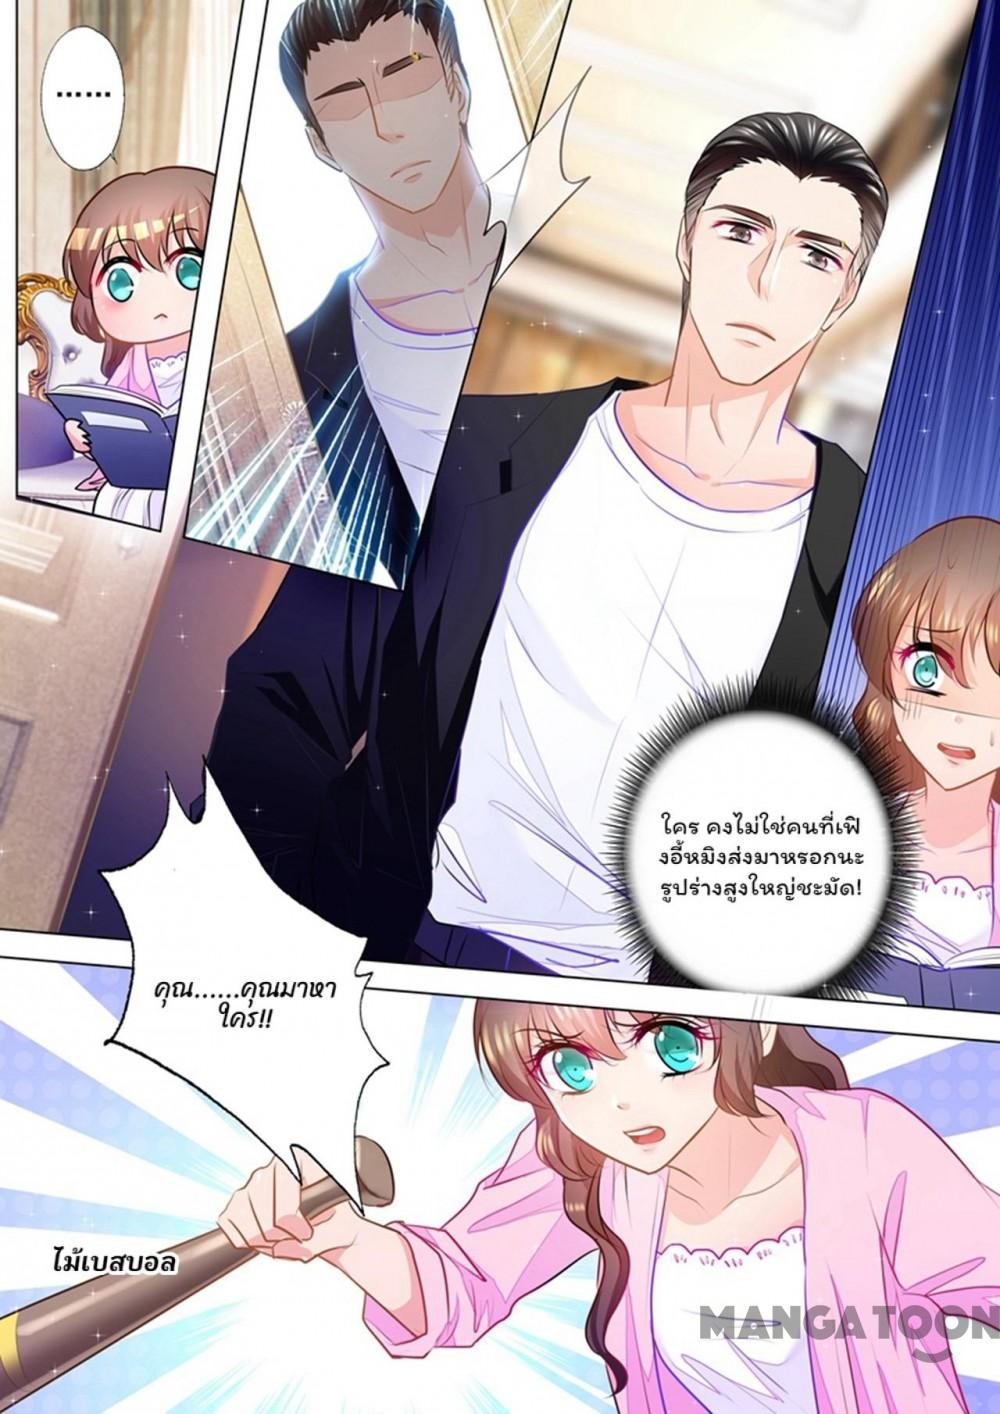 ......
ใคร คงไม่ใช่คนที่เฟิ
งอี้หมิงส่งมาหรอกนะ
รูปร่างสูงใหญ่ชะมัด!
คุณ......คุณมาหา
ใคร!!
ไม้เบสบอล
MANGATOON